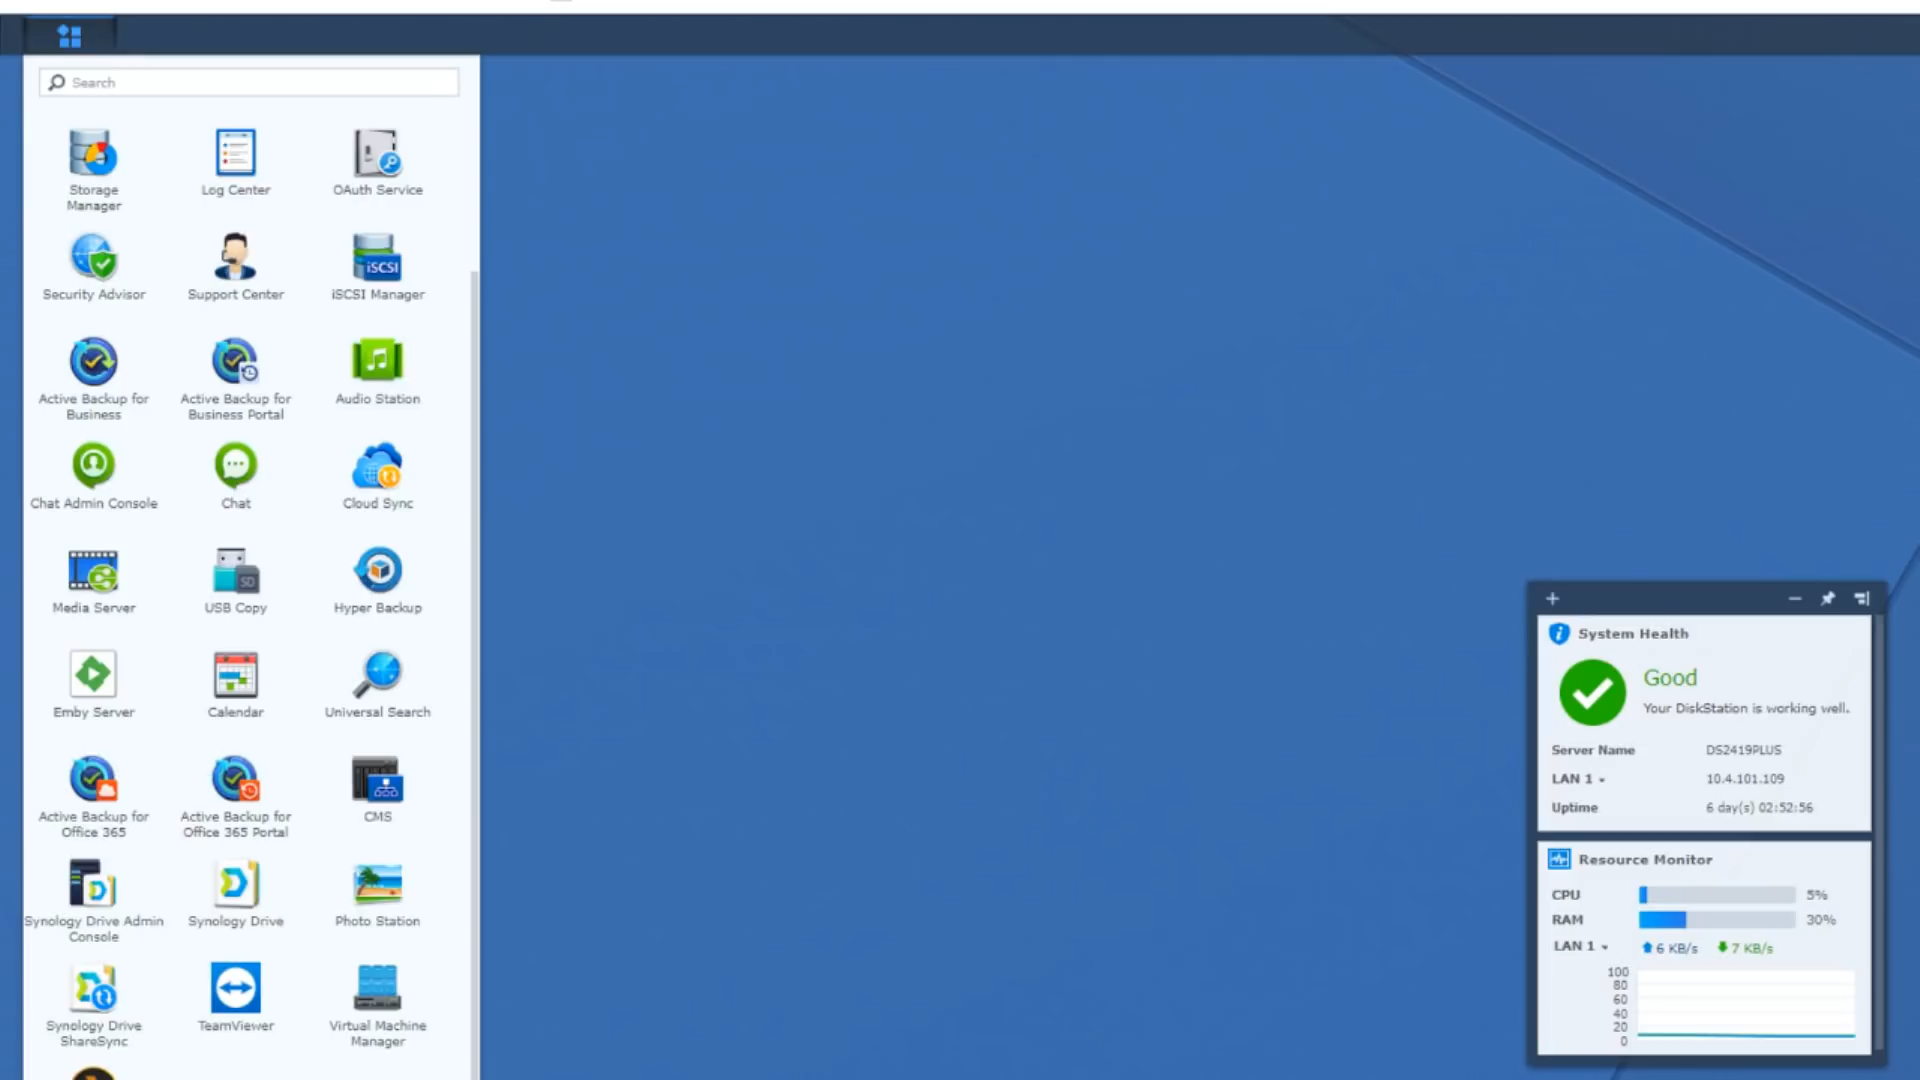 Search
Storage
Manager
Log Center
OAuth Service
Security Advisor
Support Center
iSCSI
iSCSI Manager
Active Backup for
Business
Active Backup for
Business Portal
Audio Station
Chat Admin Console
Chat
Cloud Sync
SD
Media Server
USB Copy
Hyper Backup
Emby Server
Calendar
Universal Search
Active Backup for
Office 365
Active Backup for
Office 365 Portal
CMS
Synology Drive Admin
Console
Synology Drive
Photo Station
Synology Drive
ShareSync
TeamViewer
Virtual Machine
Manager
System Health
Good
Your DiskStation is working well.
Server Name DS2419PLUS
LAN 1 10.4.101.109
Uptime 6 day(s) 02:52:56
Resource Monitor
CPU 5%
RAM 30%
LAN 1 6 KB/s 7 KB/s
100
80
60
40
20
0